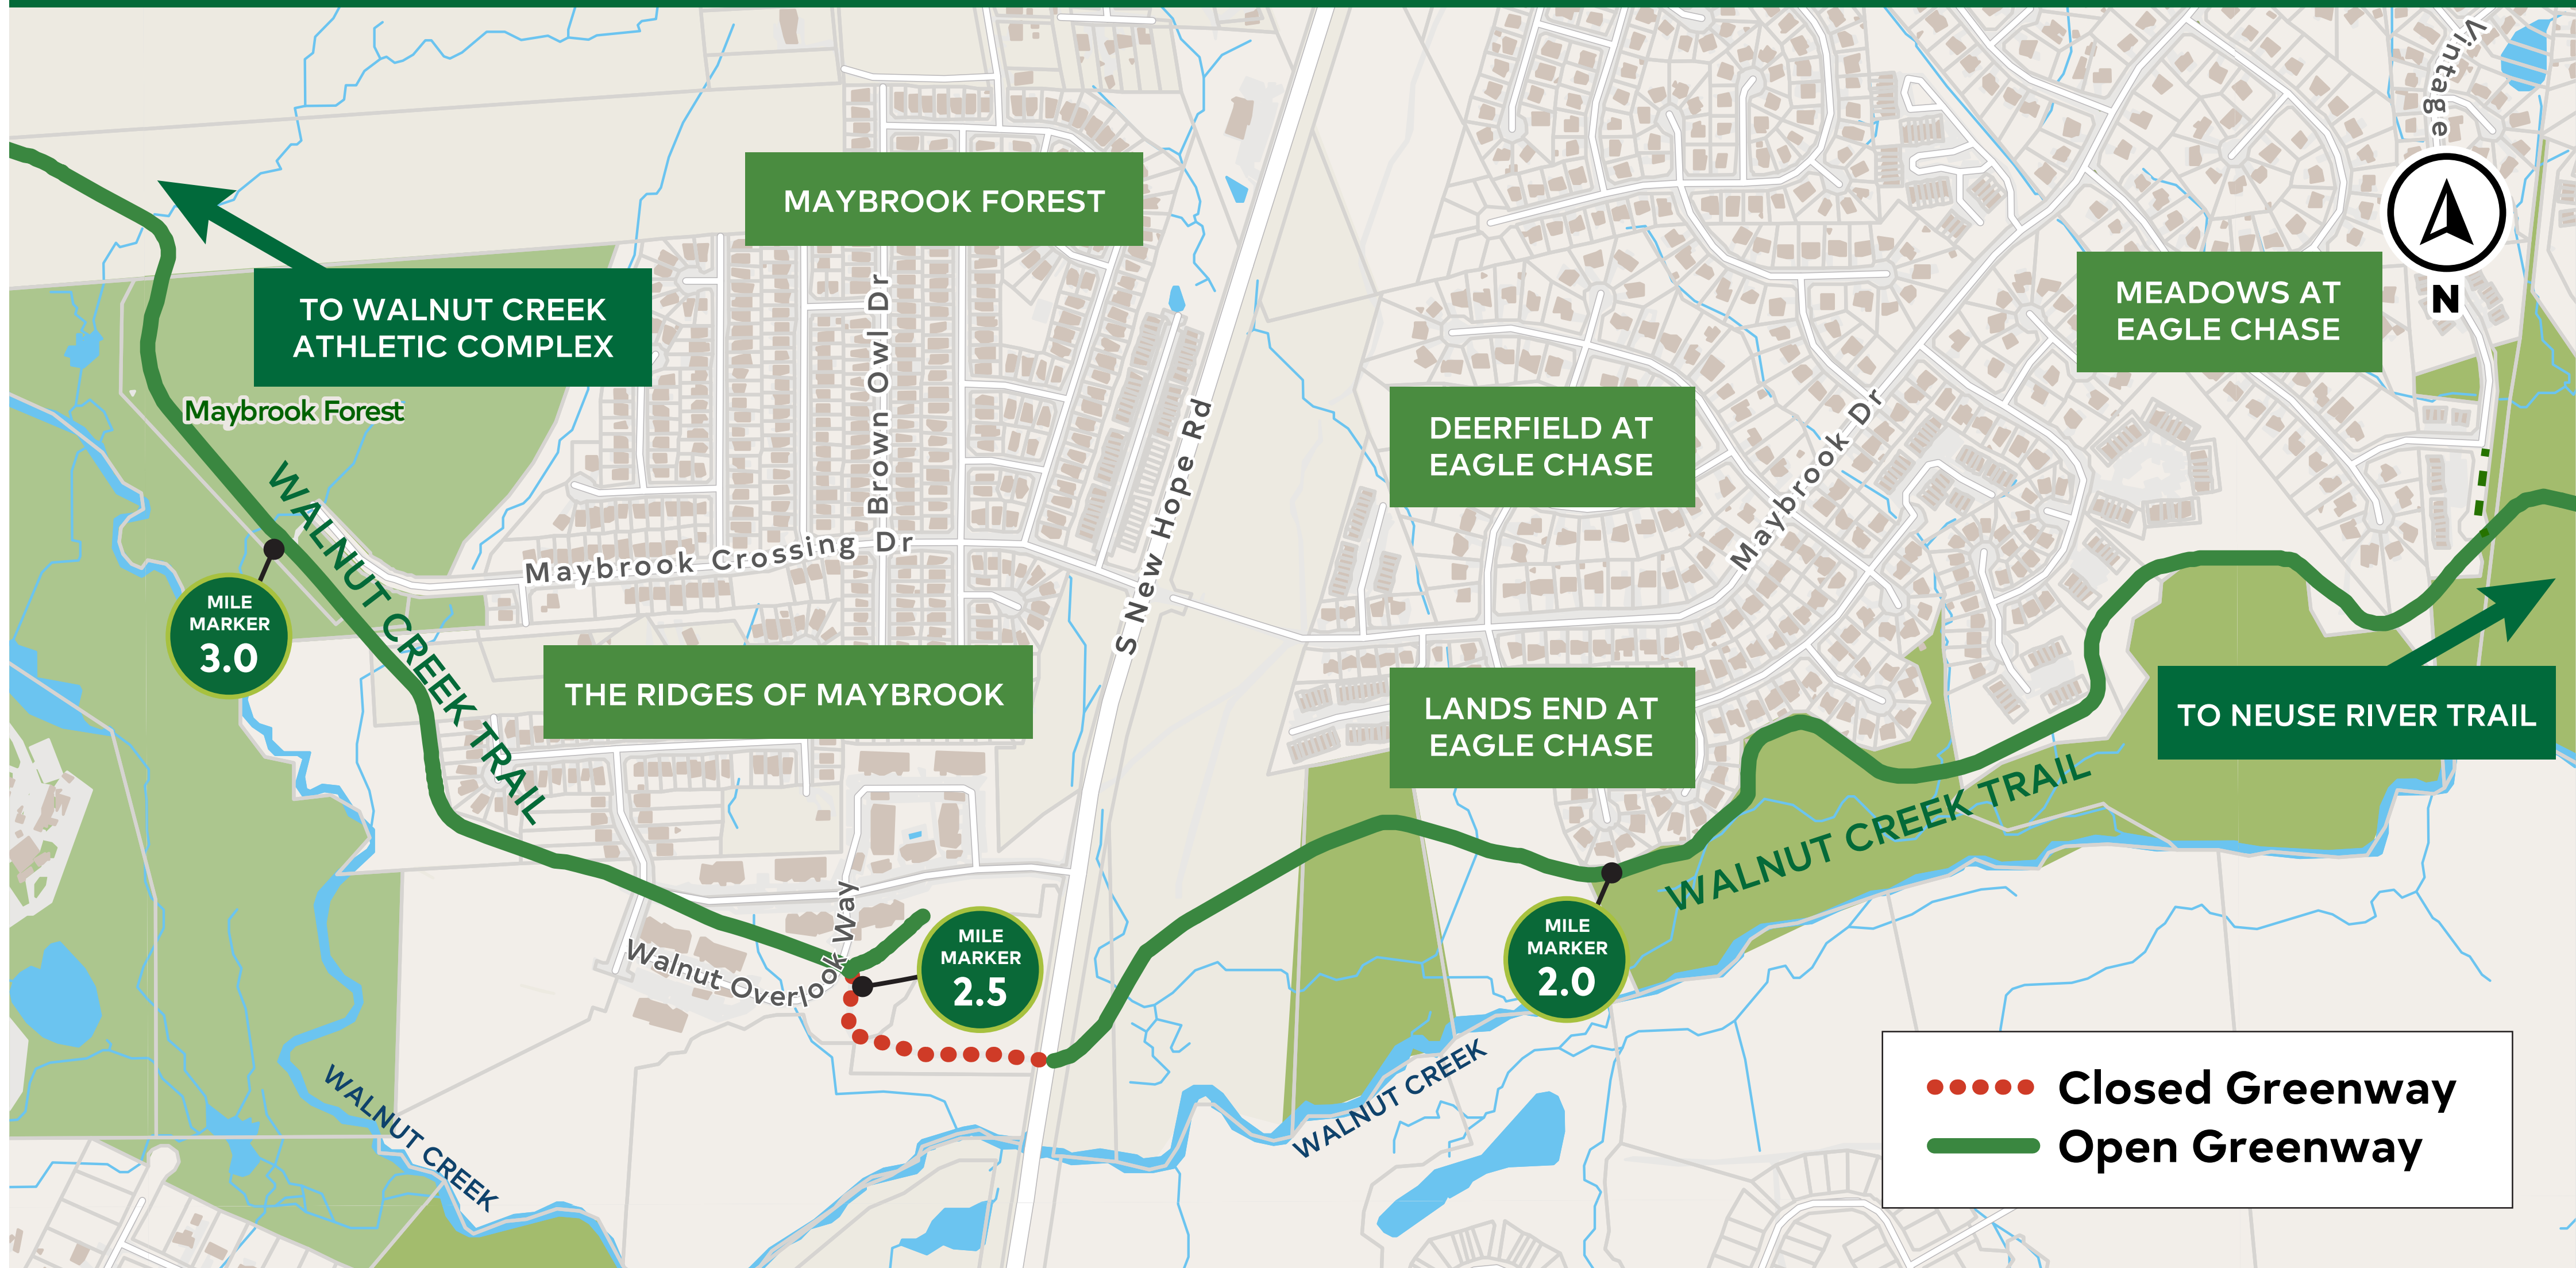 Vintage
MAYBROOK FOREST
N
TO WALNUT CREEK
ATHLETIC COMPLEX
MEADOWS AT
EAGLE CHASE
Brown Owl Dr
Maybrook Forest
S New Hope Rd
DEERFIELD AT
EAGLE CHASE
Maybrook Dr
WALNUT CREEK TRAIL
Maybrook Crossing Dr
MILE
MARKER
3.0
THE RIDGES OF MAYBROOK
LANDS END AT
EAGLE CHASE
TO NEUSE RIVER TRAIL
WALNUT CREEK TRAIL
Walnut Overlook Way
MILE
MARKER
2.5
MILE
MARKER
2.0
WALNUT CREEK
WALNUT CREEK
Closed Greenway
Open Greenway